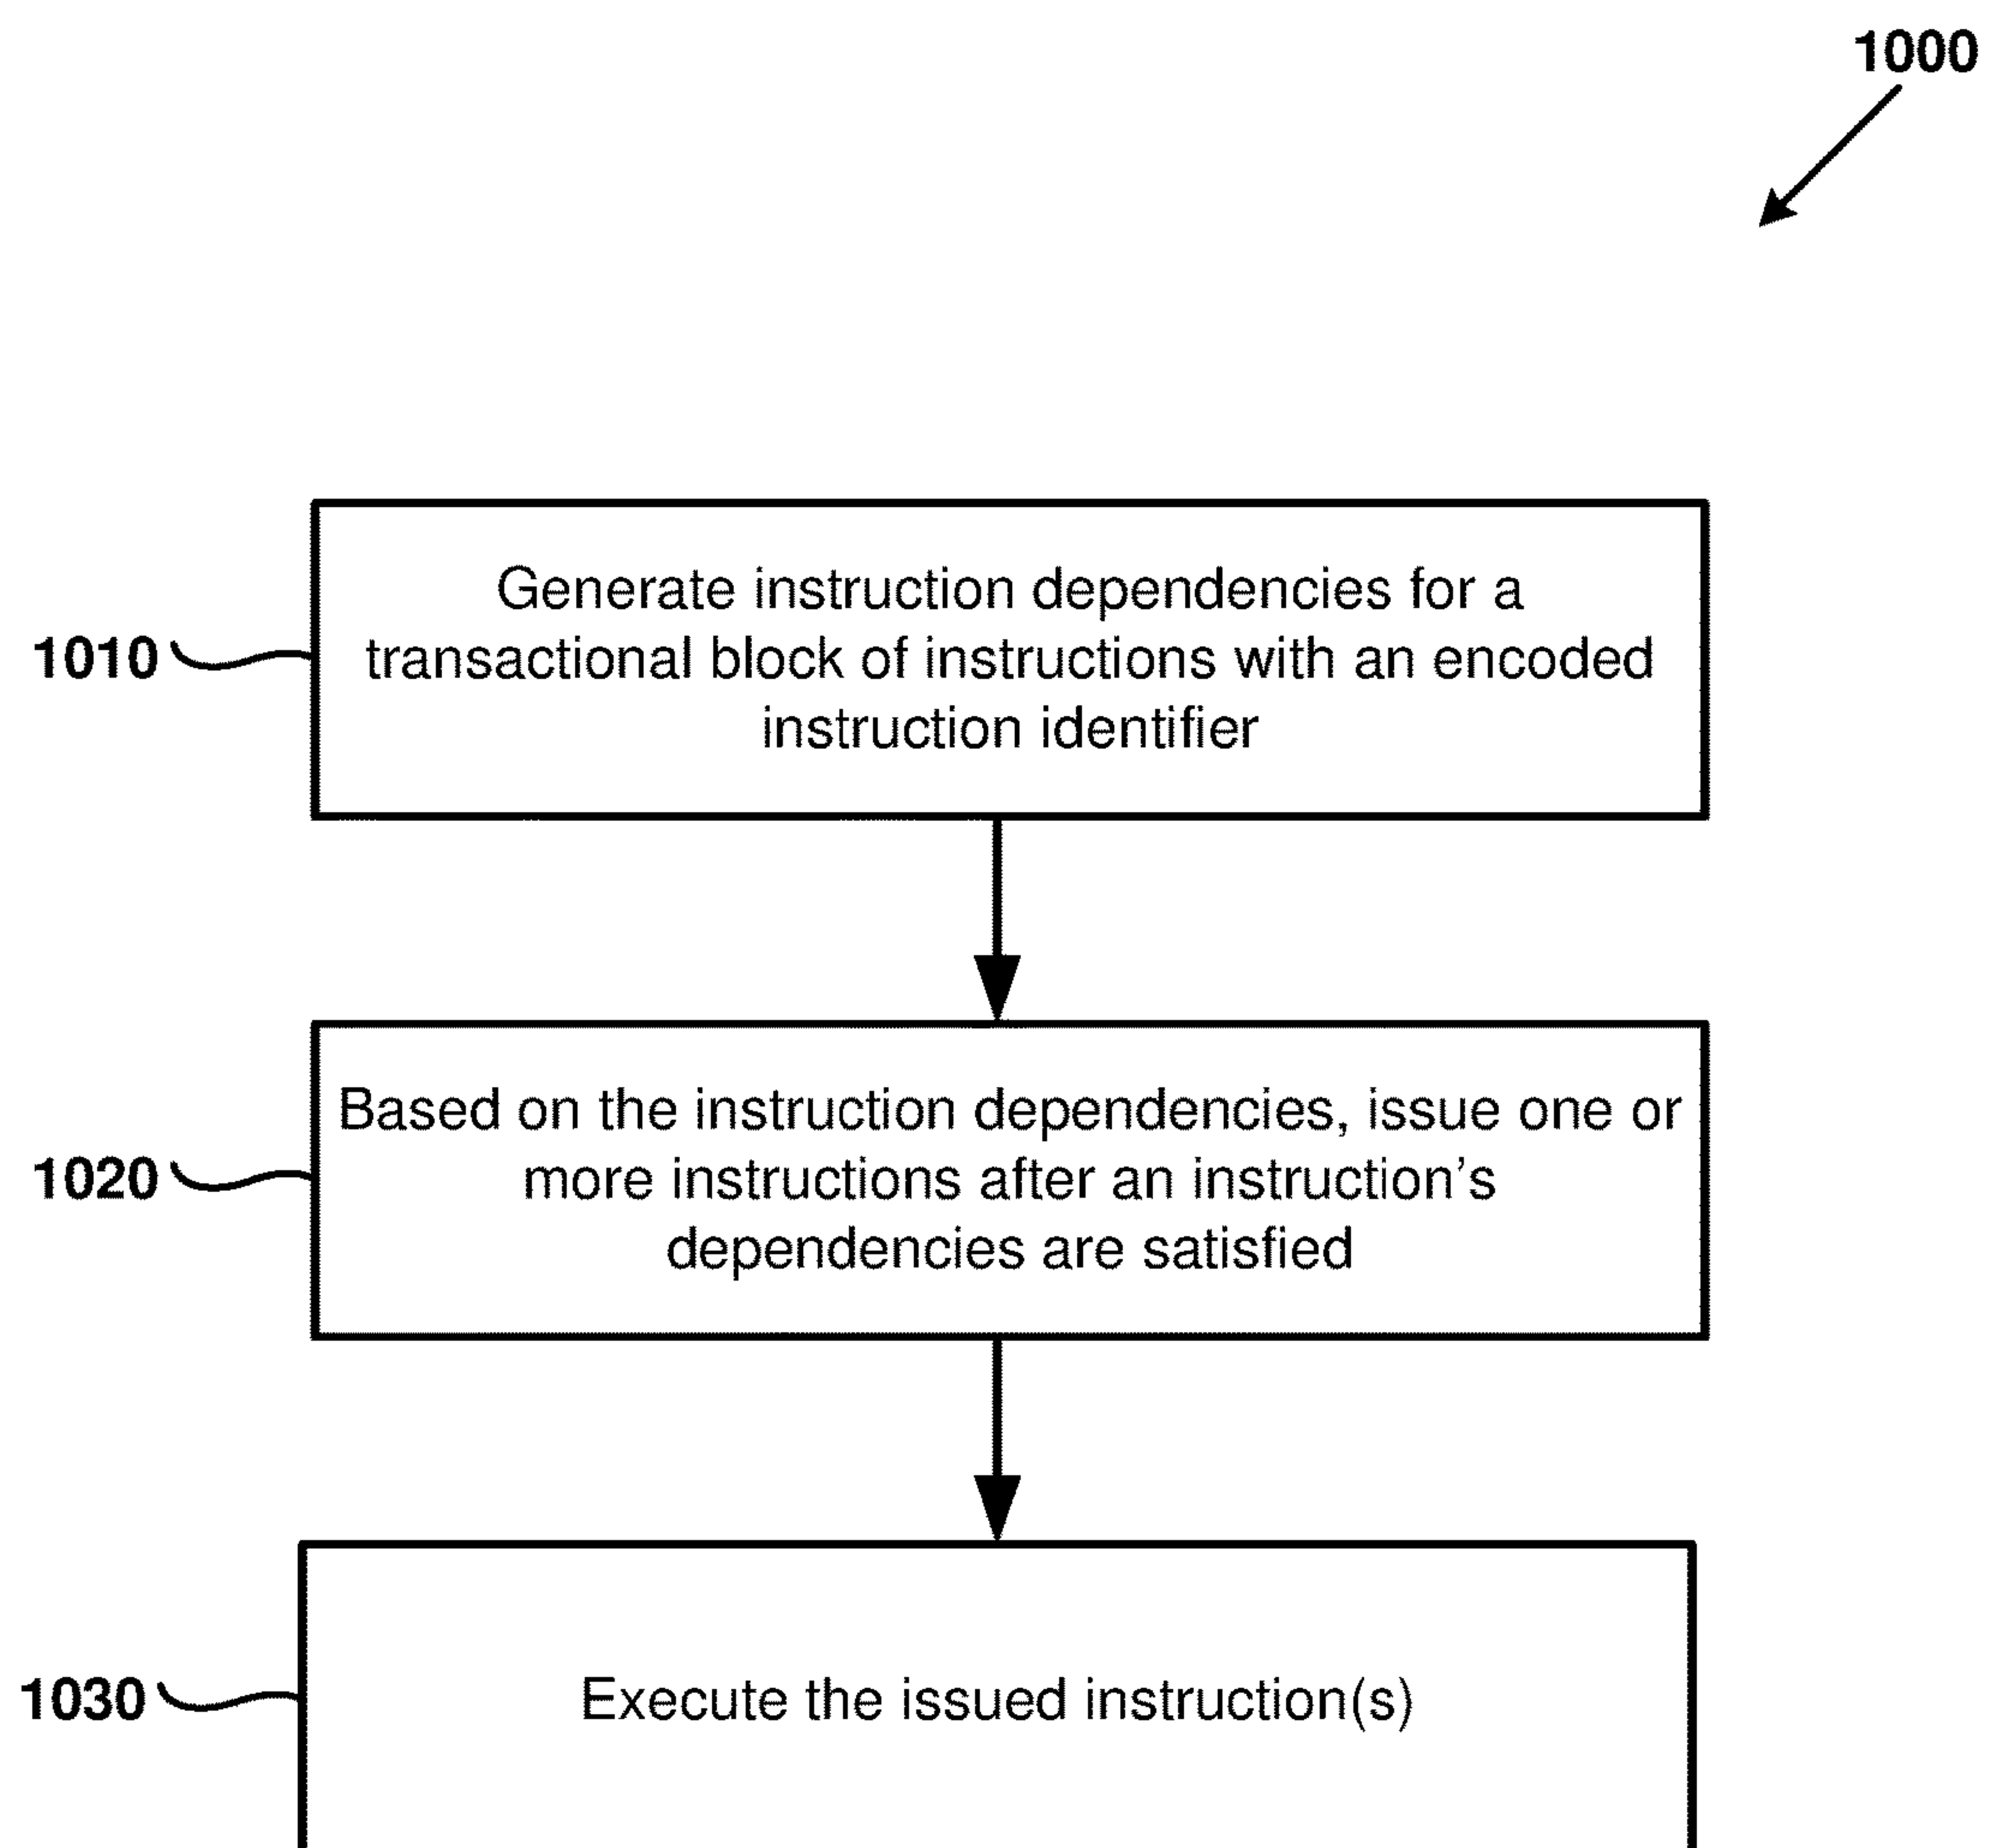 1000
1010
Generate instruction dependencies for a
transactional block of instructions with an encoded
instruction identifier
1020
Based on the instruction dependencies, issue one or
more instructions after an instruction's
dependencies are satisfied
1030
Execute the issued instruction(s)